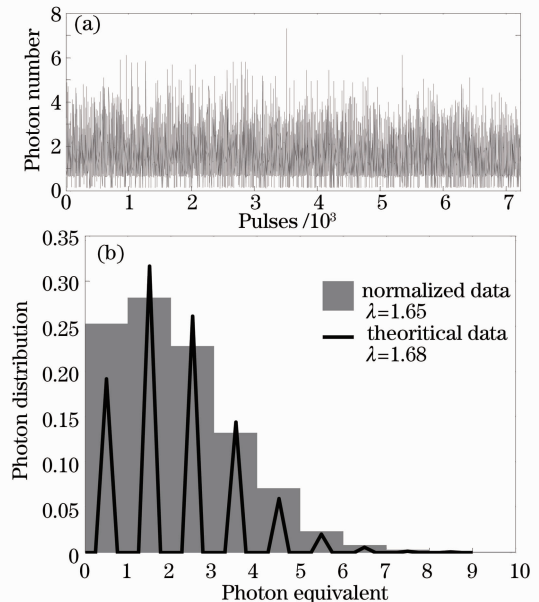 (a)
8
6
4
2
0
Photon number
0 1 2 3 4 5 6 7
Pulses /10³
(b)
0.35
0.30
0.25
0.20
0.15
0.10
0.05
0
Photon distribution
normalized data
λ=1.65
theoritical data
λ=1.68
0 1 2 3 4 5 6 7 8 9 10
Photon equivalent